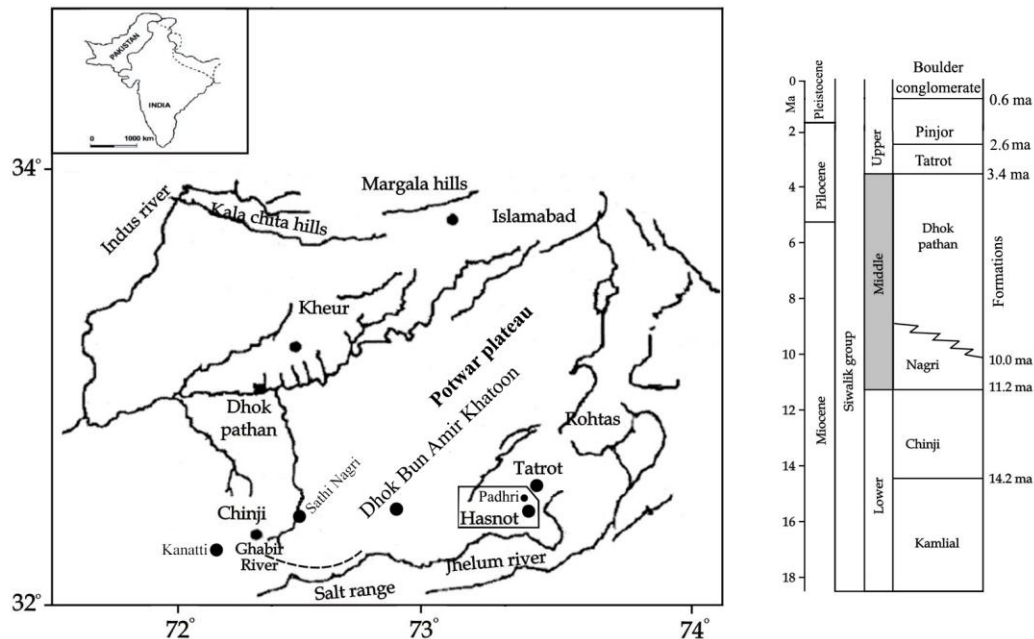 PAKISTAN
INDIA
0 1000 km
34°
Indus river
Kala chita hills
Margala hills
Islamabad
Kheur
Potwar plateau
Dhok
pathan
Dhok Bun Amir Khatoon
Rohtas
Sathi Nagri
Tatrot
Padhri
Hasnot
Chinji
Kanatti
Ghabir
River
Jhelum river
Salt range
32°
72°
73°
74°
0
Ma
2
4
6
8
10
12
14
16
18
Pleistocene
Pilocene
Miocene
Siwalik group
Upper
Middle
Lower
Boulder
conglomerate
Pinjor
Tatrot
Dhok
pathan
Nagri
Chinji
Kamlial
0.6 ma
2.6 ma
3.4 ma
Formations
10.0 ma
11.2 ma
14.2 ma